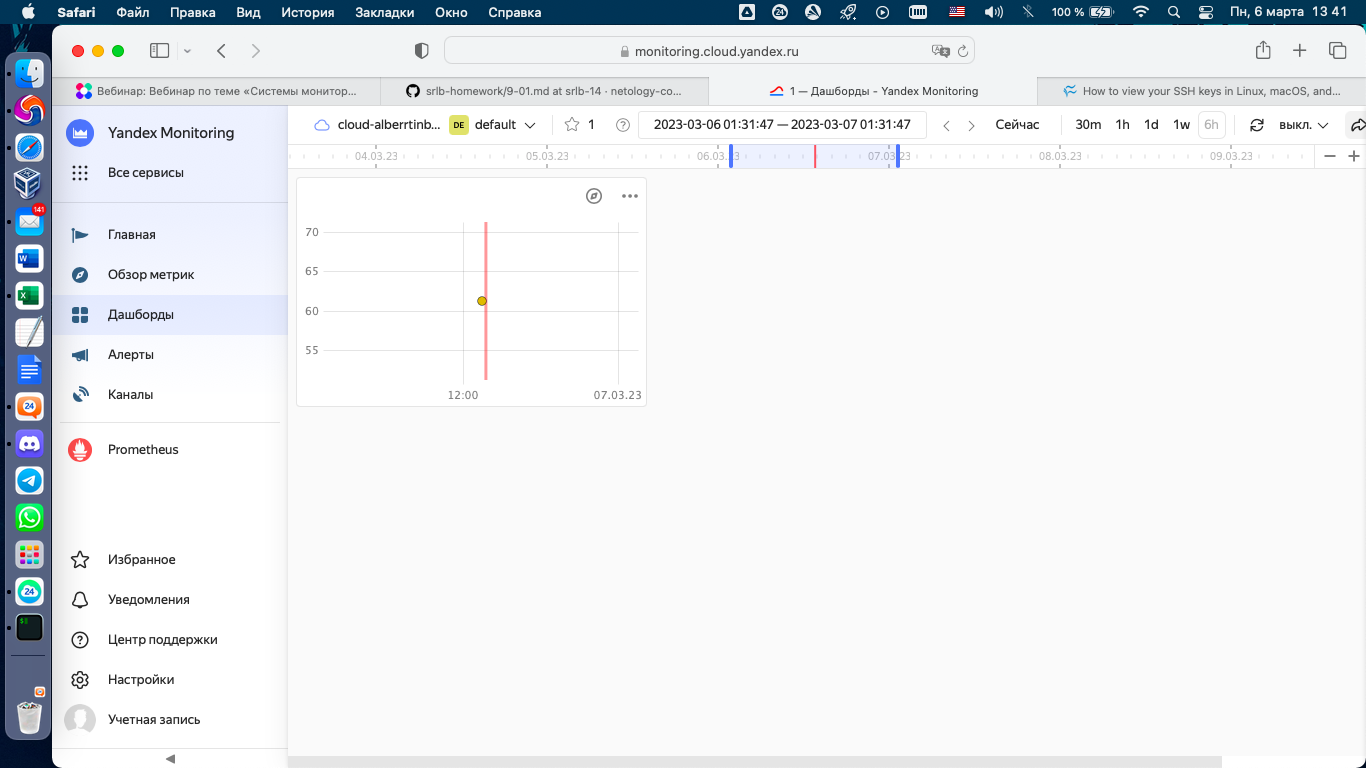 Safari Файл Правка Вид История Закладки Окно Справка 100 % Пн, 6 марта 13 41
monitoring.cloud.yandex.ru
Вебинар: Вебинар по теме «Системы монитор... srlb-homework/9-01.md at srlb-14 · netology-co... 1 — Дашборды - Yandex Monitoring How to view your SSH keys in Linux, macOS, and...
Yandex Monitoring
cloud-alberrtinb... DE default 1 2023-03-06 01:31:47 — 2023-03-07 01:31:47 Сейчас 30m 1h 1d 1w 6h выкл.
04.03.23 05.03.23 06.03.23 07.03.23 08.03.23 09.03.23
Все сервисы
Главная
Обзор метрик
Дашборды
Алерты
Каналы
Prometheus
Избранное
Уведомления
Центр поддержки
Настройки
Учетная запись
70
65
60
55
12:00 07.03.23
141
24
24
24